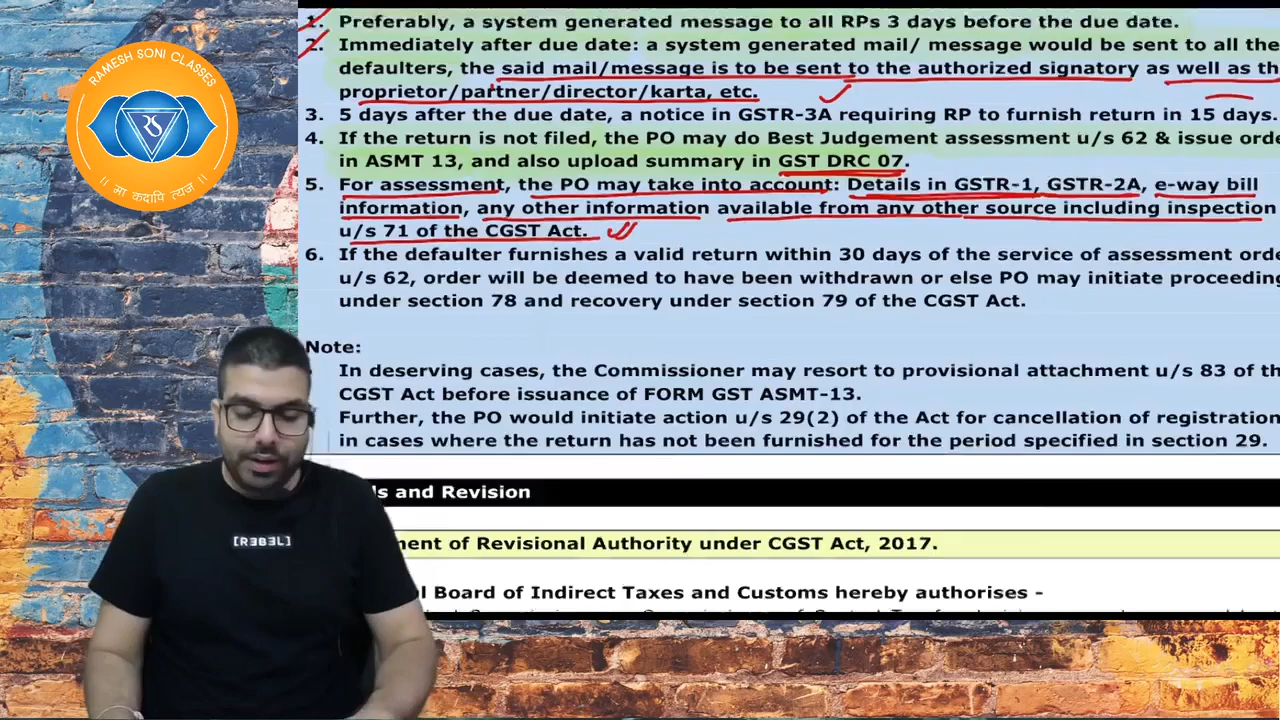 RAMESH SONI CLASSES
|| मा कदापि त्यज ||
1. Preferably, a system generated message to all RPs 3 days before the due date.
2. Immediately after due date: a system generated mail/ message would be sent to all the
defaulters, the said mail/message is to be sent to the authorized signatory as well as th
proprietor/partner/director/karta, etc.
3. 5 days after the due date, a notice in GSTR-3A requiring RP to furnish return in 15 days.
4. If the return is not filed, the PO may do Best Judgement assessment u/s 62 & issue orde
in ASMT 13, and also upload summary in GST DRC 07.
5. For assessment, the PO may take into account: Details in GSTR-1, GSTR-2A, e-way bill
information, any other information available from any other source including inspection
u/s 71 of the CGST Act.
6. If the defaulter furnishes a valid return within 30 days of the service of assessment orde
u/s 62, order will be deemed to have been withdrawn or else PO may initiate proceeding
under section 78 and recovery under section 79 of the CGST Act.
Note:
In deserving cases, the Commissioner may resort to provisional attachment u/s 83 of th
CGST Act before issuance of FORM GST ASMT-13.
Further, the PO would initiate action u/s 29(2) of the Act for cancellation of registration
in cases where the return has not been furnished for the period specified in section 29.
ls and Revision
ment of Revisional Authority under CGST Act, 2017.
l Board of Indirect Taxes and Customs hereby authorises -
[REBEL]